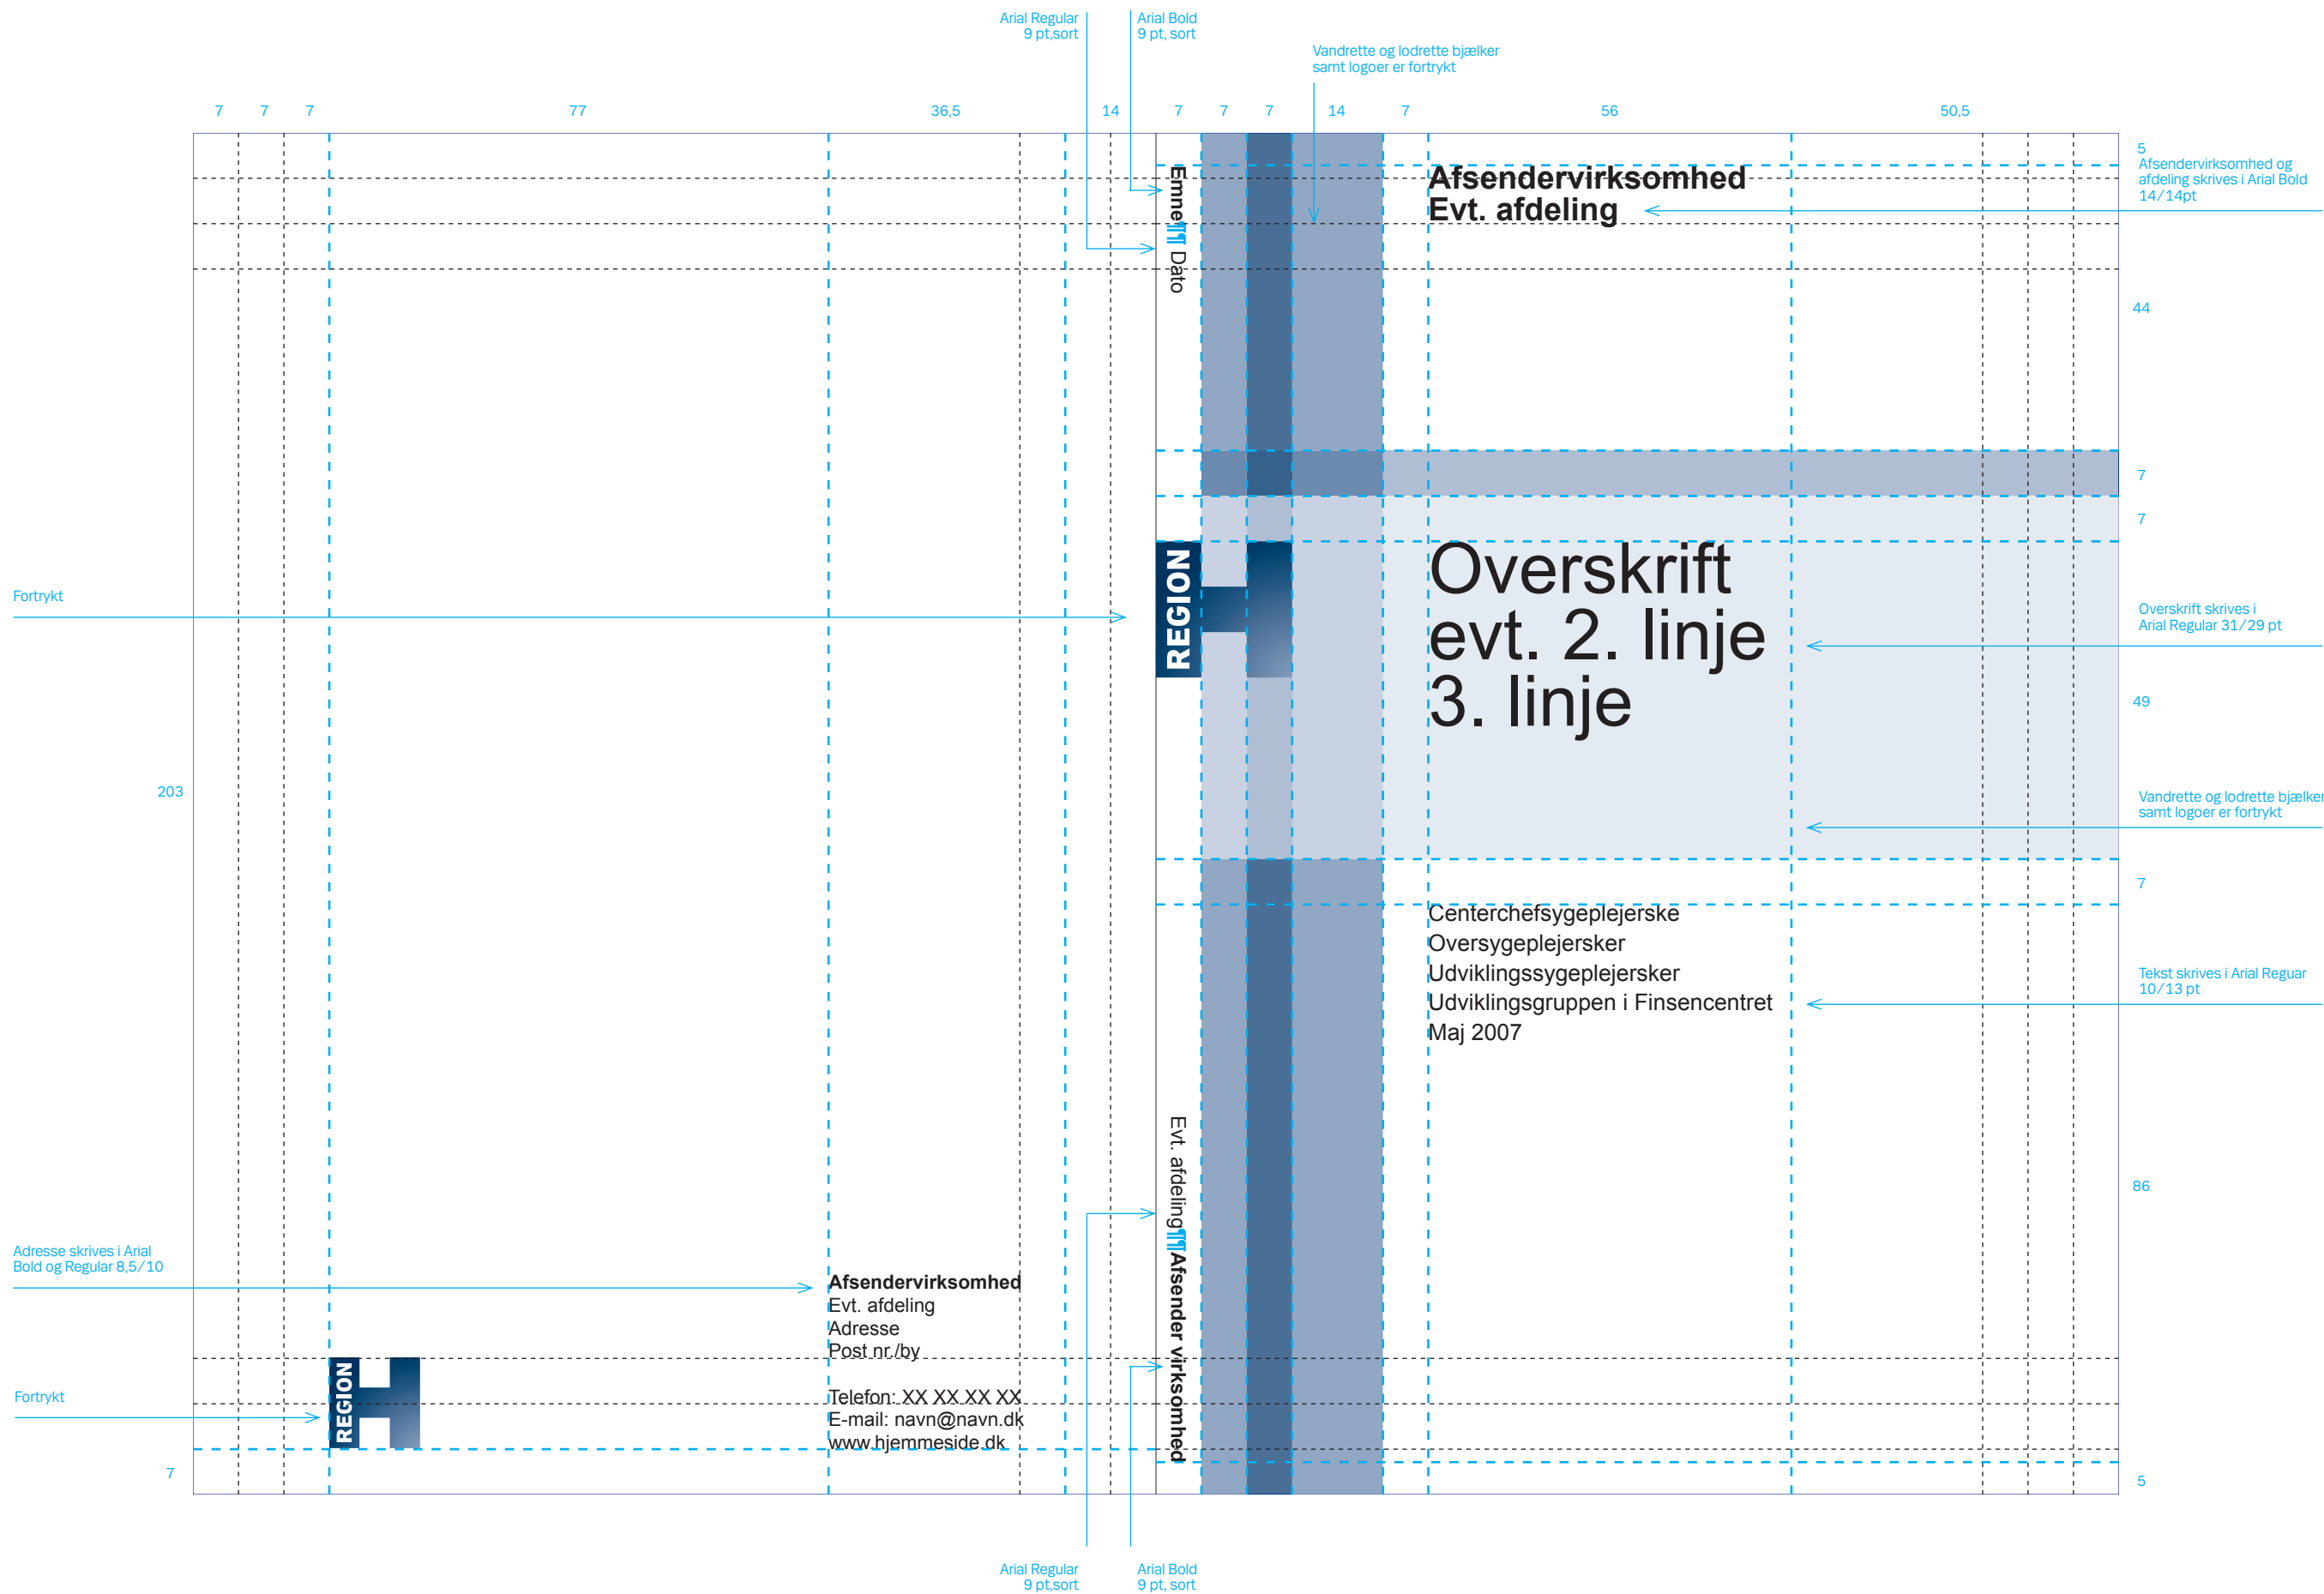 Arial Regular
9 pt,sort
Arial Bold
9 pt, sort
Vandrette og lodrette bjælker
samt logoer er fortrykt
7 7 7 77 36,5 14 7 7 7 14 7 56 50,5
5
Afsendervirksomhed og
afdeling skrives i Arial Bold
14/14pt
Emne¶¶ Dato
Afsendervirksomhed
Evt. afdeling
44
7
7
Fortrykt
REGION
Overskrift
evt. 2. linje
3. linje
Overskrift skrives i
Arial Regular 31/29 pt
49
203
Vandrette og lodrette bjælker
samt logoer er fortrykt
7
Centerchefsygeplejerske
Oversygeplejersker
Udviklingssygeplejersker
Udviklingsgruppen i Finsencentret
Maj 2007
Tekst skrives i Arial Reguar
10/13 pt
86
Evt. afdeling¶¶Afsender virksomhed
Adresse skrives i Arial
Bold og Regular 8,5/10
Afsendervirksomhed
Evt. afdeling
Adresse
Post nr./by
Telefon: XX XX XX XX
E-mail: navn@navn.dk
www.hjemmeside.dk
Fortrykt
REGION
7
5
Arial Regular
9 pt,sort
Arial Bold
9 pt, sort